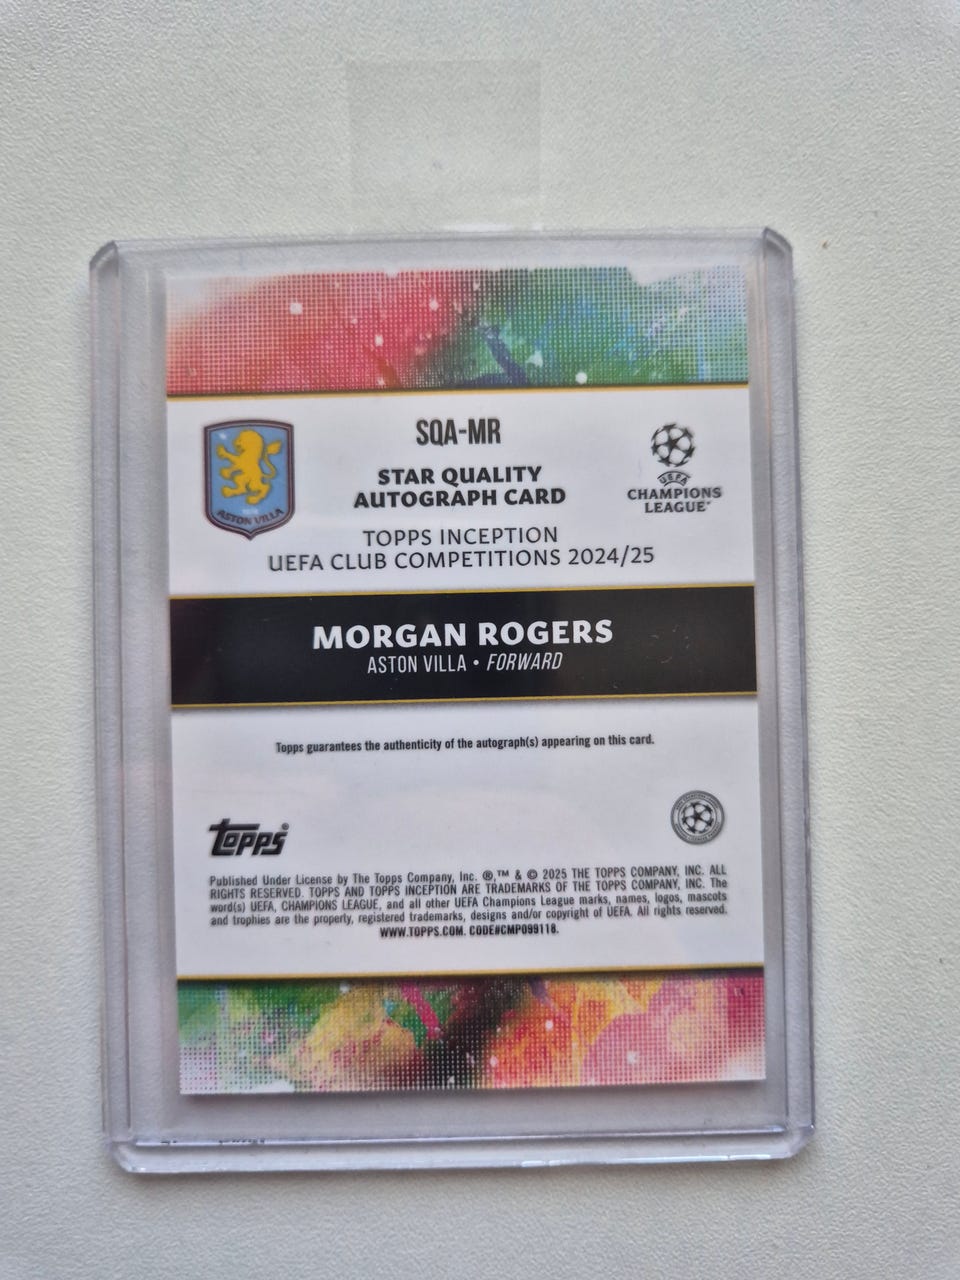 SQA-MR
STAR QUALITY
AUTOGRAPH CARD
TOPPS INCEPTION
UEFA CLUB COMPETITIONS 2024/25
ASTON VILLA
UEFA
CHAMPIONS
LEAGUE
MORGAN ROGERS
ASTON VILLA • FORWARD
Topps guarantees the authenticity of the autograph(s) appearing on this card.
topps®
Published Under License by The Topps Company, Inc. ®,™ & © 2025 THE TOPPS COMPANY, INC. ALL
RIGHTS RESERVED. TOPPS AND TOPPS INCEPTION ARE TRADEMARKS OF THE TOPPS COMPANY, INC. The
word(s) UEFA, CHAMPIONS LEAGUE, and all other UEFA Champions League marks, names, logos, mascots
and trophies are the property, registered trademarks, designs and/or copyright of UEFA. All rights reserved.
WWW.TOPPS.COM. CODE#CMP099118.